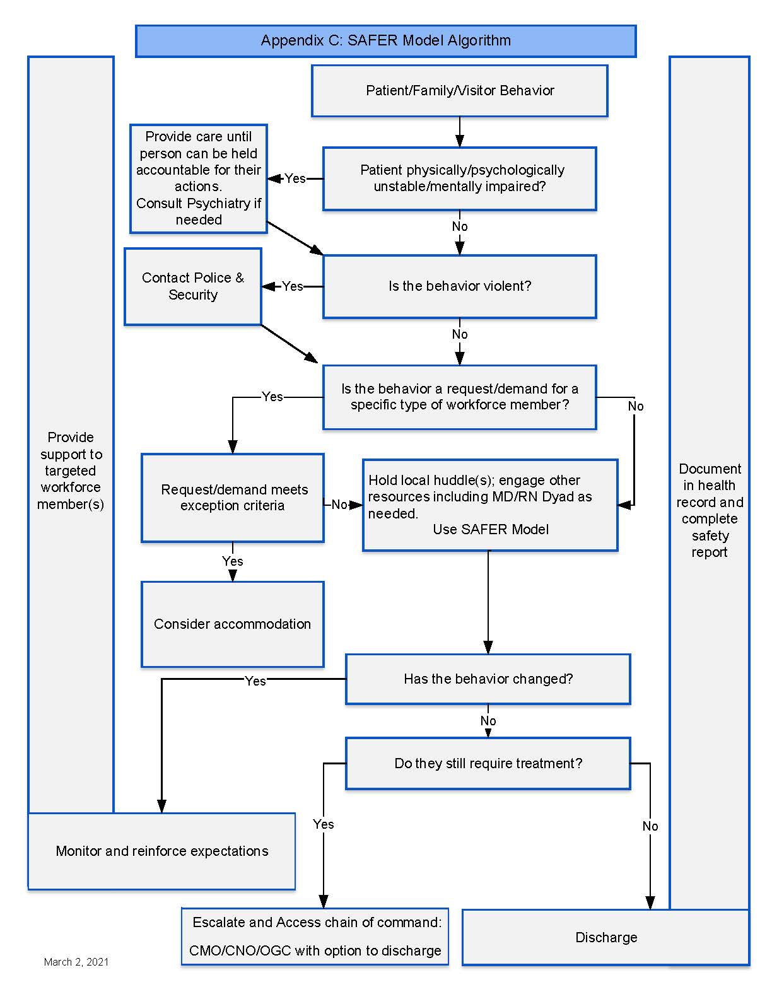 Appendix C: SAFER Model Algorithm
Patient/Family/Visitor Behavior
Provide care until
person can be held
accountable for their
actions.
Consult Psychiatry if
needed
Yes
Patient physically/psychologically
unstable/mentally impaired?
No
Contact Police &
Security
Yes
Is the behavior violent?
No
Is the behavior a request/demand for a
specific type of workforce member?
Yes
No
Provide
support to
targeted
workforce
member(s)
Request/demand meets
exception criteria
No
Hold local huddle(s); engage other
resources including MD/RN Dyad as
needed.
Use SAFER Model
Document
in health
record and
complete
safety
report
Yes
Consider accommodation
Has the behavior changed?
Yes
No
Do they still require treatment?
Yes
No
Monitor and reinforce expectations
Escalate and Access chain of command:
CMO/CNO/OGC with option to discharge
Discharge
March 2, 2021